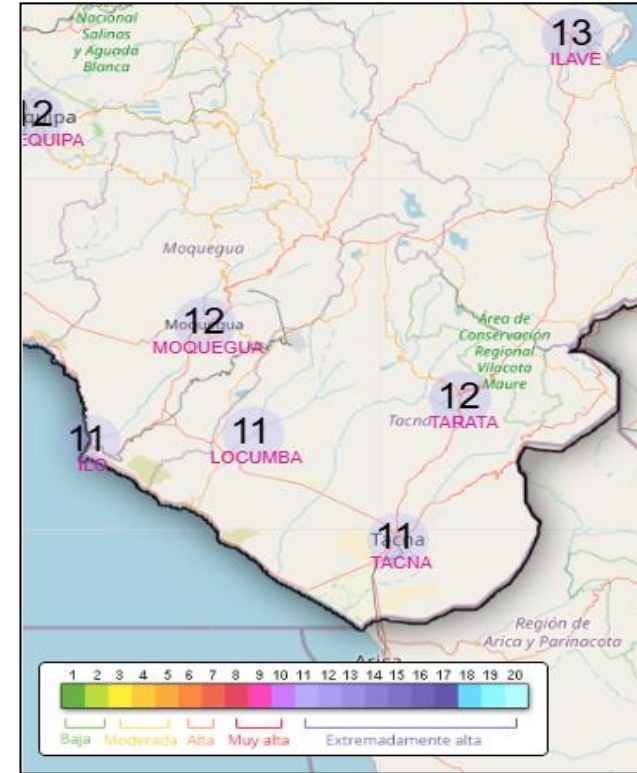 Nacional
Salinas
y Aguada
Blanca
13
ILAVE
12
quipa
EQUIPA
Moquegua
12
Moquegua
MOQUEGUA
Área de
Conservación
Regional
Vilacota
Maure
12
Tacna
TARATA
11
ILO
11
LOCUMBA
11
Tacna
TACNA
Región de
Arica y Parinacota
Arica
1 2 3 4 5 6 7 8 9 10 11 12 13 14 15 16 17 18 19 20
Baja Moderada Alta Muy alta Extremadamente alta